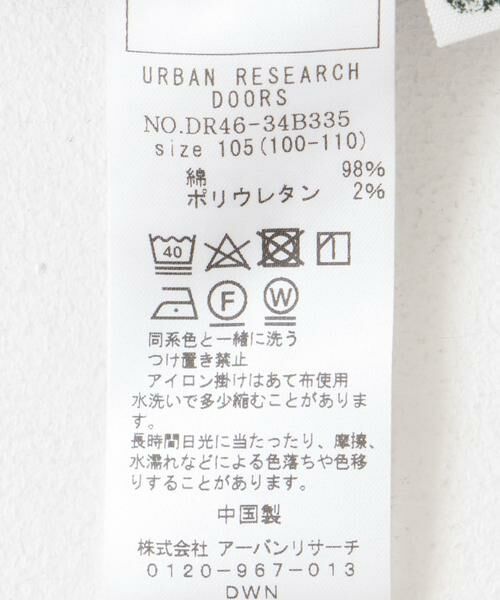 URBAN RESEARCH
DOORS
NO.DR46-34B335
size 105(100-110)
綿 98%
ポリウレタン 2%
40
F W
同系色と一緒に洗う
つけ置き禁止
アイロン掛けはあて布使用
水洗いで多少縮むことがありま
す。
長時間日光に当たったり、摩擦、
水濡れなどによる色落ちや色移
りすることがあります。
中国製
株式会社 アーバンリサーチ
0120-967-013
DWN